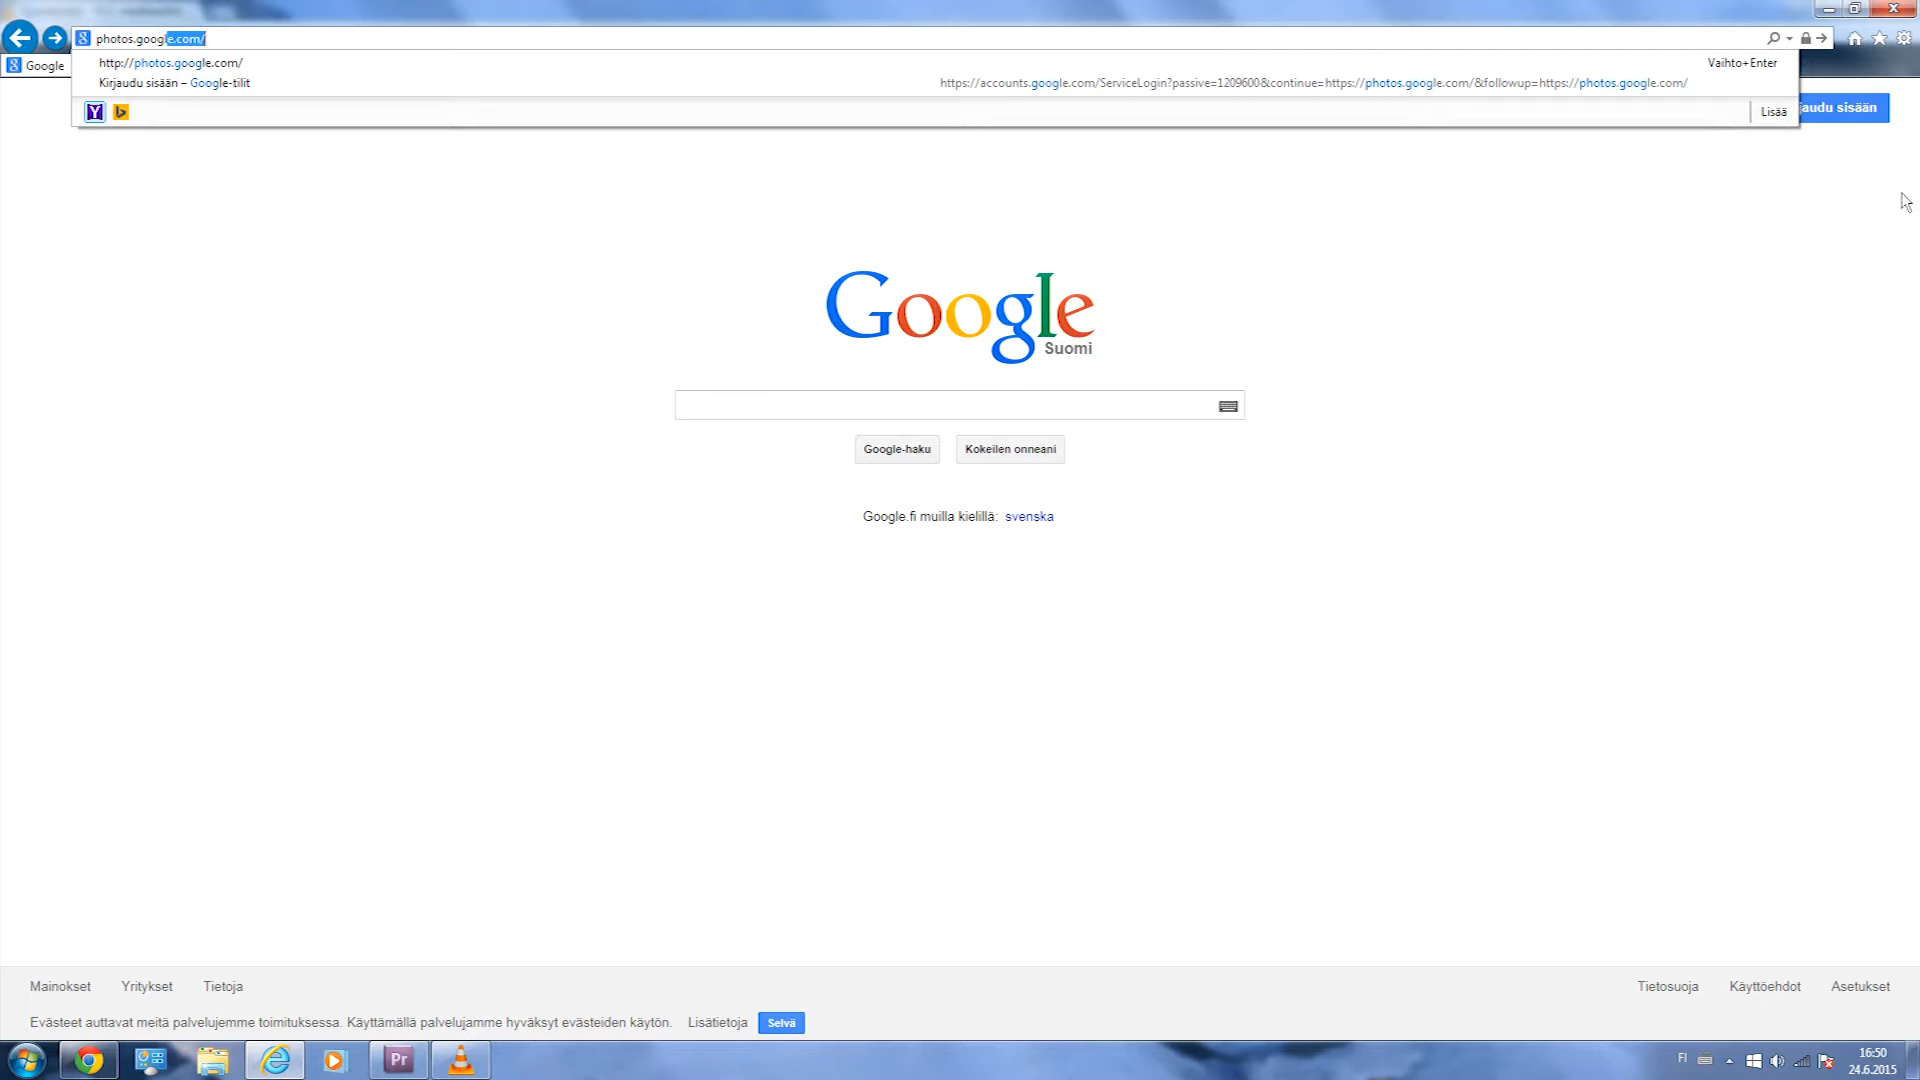 photos.google.com/
Google
http://photos.google.com/
Vaihto+Enter
Kirjaudu sisään – Google-tilit
https://accounts.google.com/ServiceLogin?passive=1209600&continue=https://photos.google.com/&followup=https://photos.google.com/
Lisää
audu sisään
Google
Suomi
Google-haku
Kokeilen onneani
Google.fi muilla kielillä: svenska
Mainokset
Yritykset
Tietoja
Tietosuoja
Käyttöehdot
Asetukset
Evästeet auttavat meitä palvelujemme toimituksessa. Käyttämällä palvelujamme hyväksyt evästeiden käytön. Lisätietoja
Selvä
Pr
FI
16:50
24.6.2015